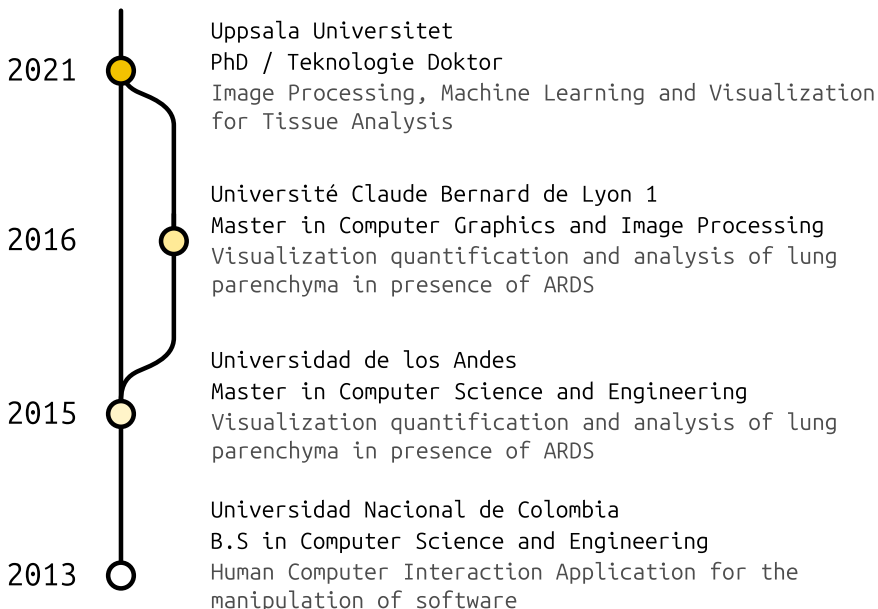 Uppsala Universitet
PhD / Teknologie Doktor
2021
Image Processing, Machine Learning and Visualization
for Tissue Analysis
Université Claude Bernard de Lyon 1
Master in Computer Graphics and Image Processing
2016
Visualization quantification and analysis of lung
parenchyma in presence of ARDS
Universidad de los Andes
Master in Computer Science and Engineering
2015
Visualization quantification and analysis of lung
parenchyma in presence of ARDS
Universidad Nacional de Colombia
B.S in Computer Science and Engineering
2013
Human Computer Interaction Application for the
manipulation of software